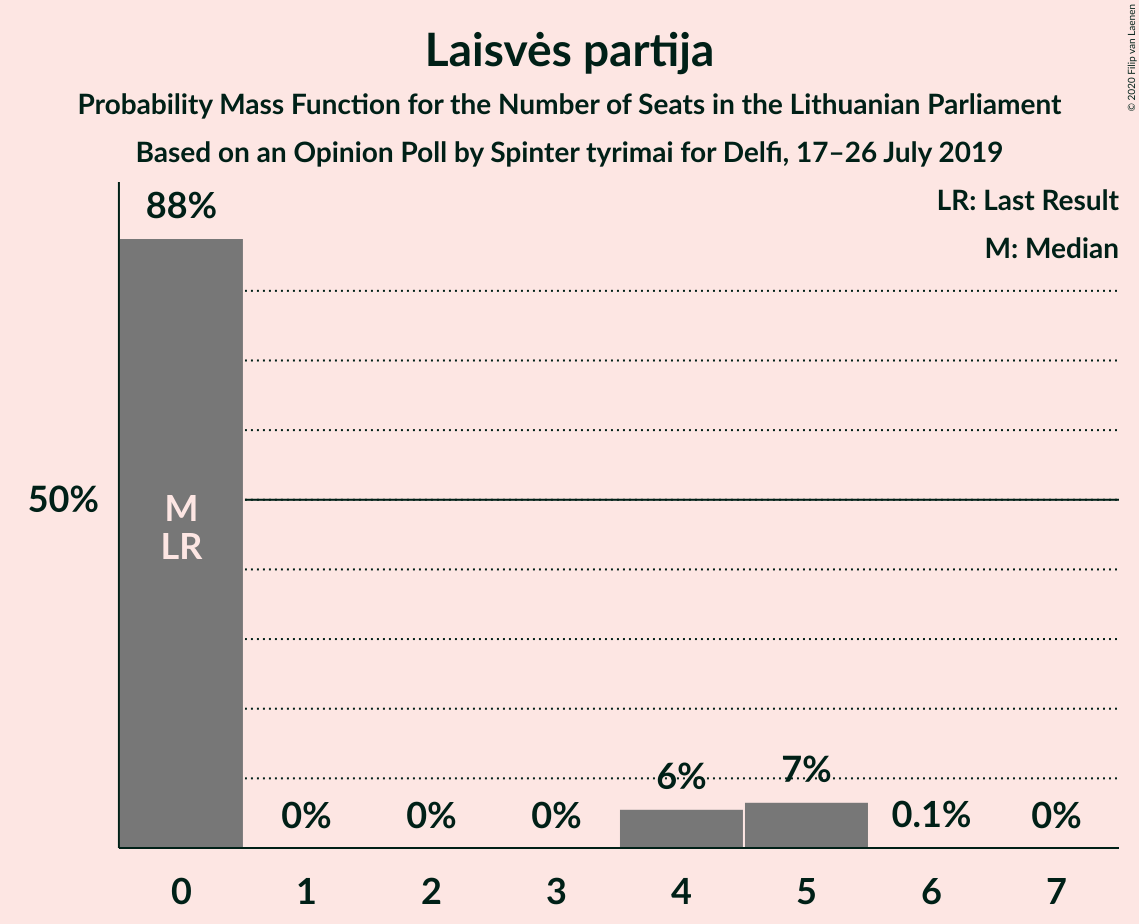 Laisvės partija
Probability Mass Function for the Number of Seats in the Lithuanian Parliament
Based on an Opinion Poll by Spinter tyrimai for Delfi, 17–26 July 2019
© 2020 Filip van Laenen
LR: Last Result
M: Median
88%
50%
M
LR
0%
0%
0%
6%
7%
0.1%
0%
0
1
2
3
4
5
6
7